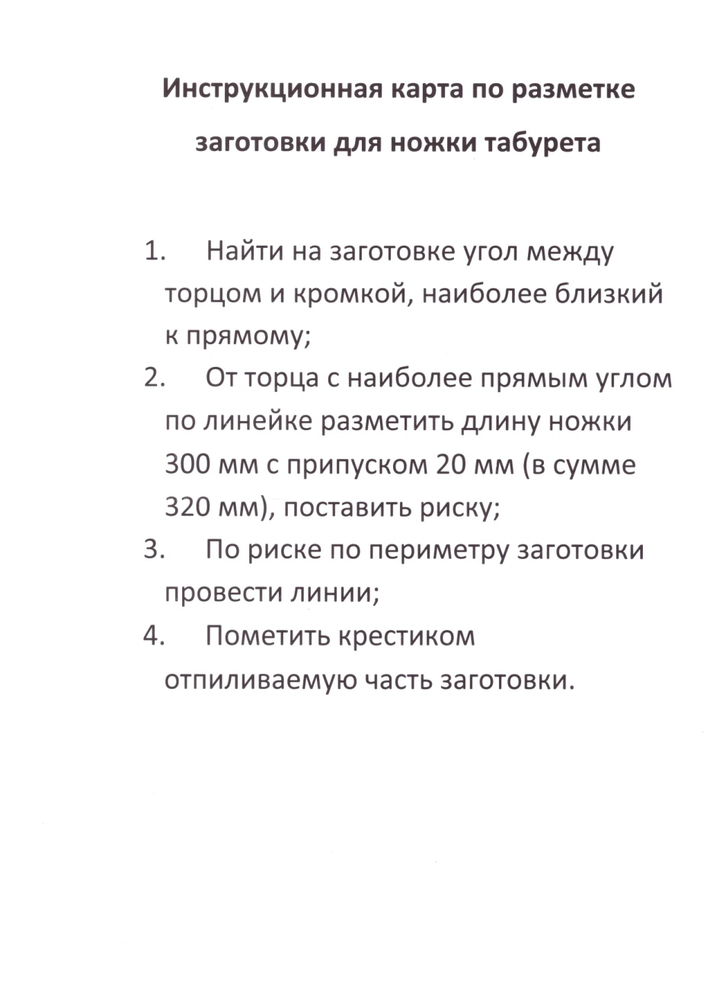 Инструкционная карта по разметке
заготовки для ножки табурета
1. Найти на заготовке угол между
торцом и кромкой, наиболее близкий
к прямому;
2. От торца с наиболее прямым углом
по линейке разметить длину ножки
300 мм с припуском 20 мм (в сумме
320 мм), поставить риску;
3. По риске по периметру заготовки
провести линии;
4. Пометить крестиком
отпиливаемую часть заготовки.